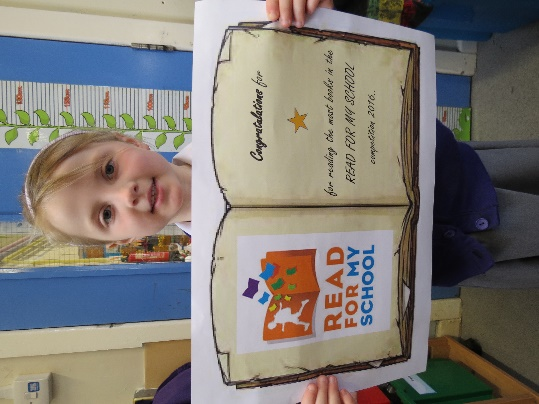 Congratulations for
for reading the most books in the
READ FOR MY SCHOOL
competition 2016..
READ
FOR MY
SCHOOL